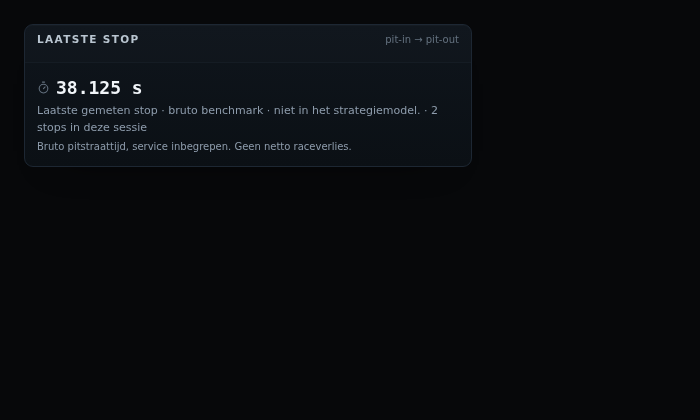 LAATSTE STOP
pit-in → pit-out
38.125 s
Laatste gemeten stop · bruto benchmark · niet in het strategiemodel. · 2
stops in deze sessie
Bruto pitstraattijd, service inbegrepen. Geen netto raceverlies.